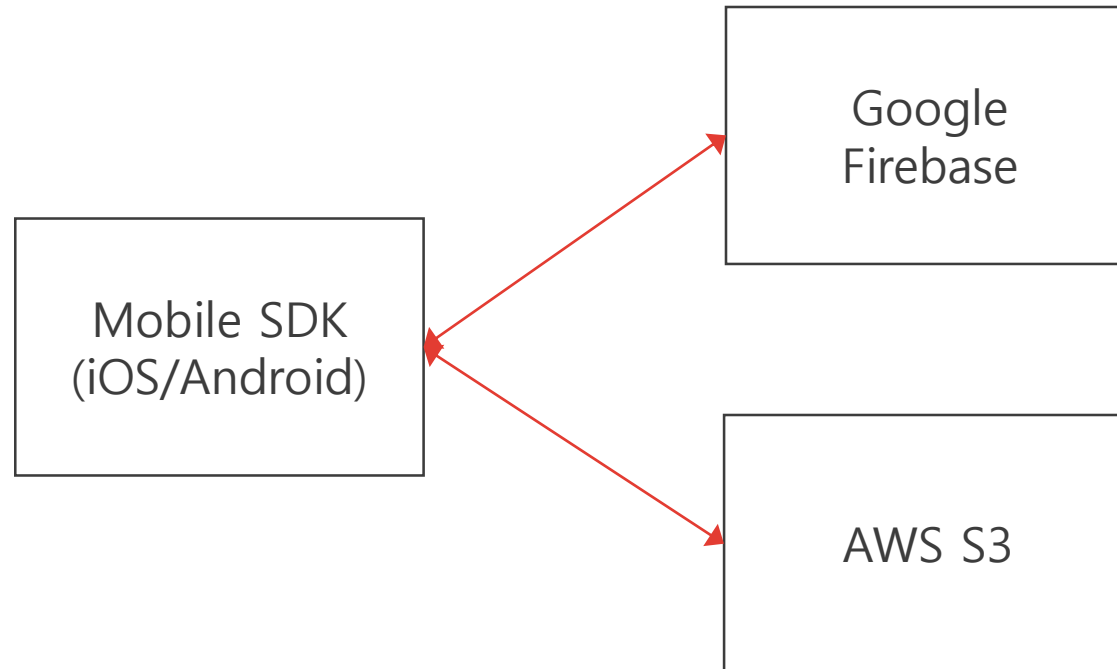 Google
Firebase
Mobile SDK
(iOS/Android)
AWS S3